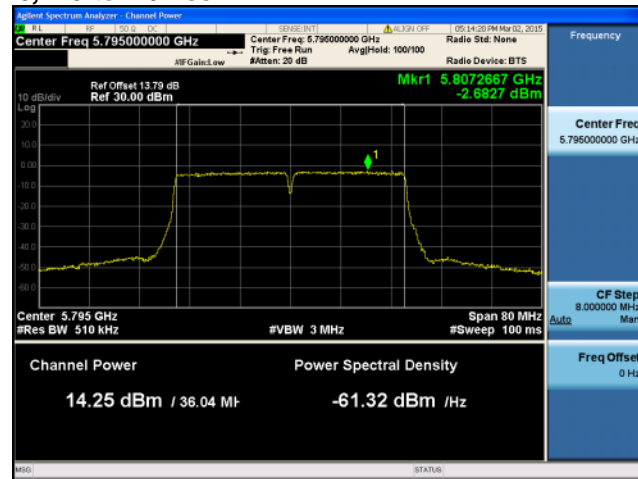 Agilent Spectrum Analyzer - Channel Power
RL RF 50 Ω DC SENSE:INT ALIGN OFF 05:14:20 PM Mar 02, 2015
Center Freq 5.795000000 GHz
Center Freq: 5.795000000 GHz
Radio Std: None
Trig: Free Run Avg|Hold: 100/100
#IFGain:Low #Atten: 20 dB Radio Device: BTS
Ref Offset 13.79 dB
Mkr1 5.8072667 GHz
10 dB/div Ref 30.00 dBm
-2.6827 dBm
Log
20.0
10.0
0.00
-10.0
-20.0
-30.0
-40.0
-50.0
-60.0
1
Center 5.795 GHz Span 80 MHz
#Res BW 510 kHz #VBW 3 MHz #Sweep 100 ms
Channel Power Power Spectral Density
14.25 dBm / 36.04 MH -61.32 dBm /Hz
MSG STATUS
Frequency
Center Freq
5.795000000 GHz
CF Step
8.000000 MHz
Auto Man
Freq Offset
0 Hz